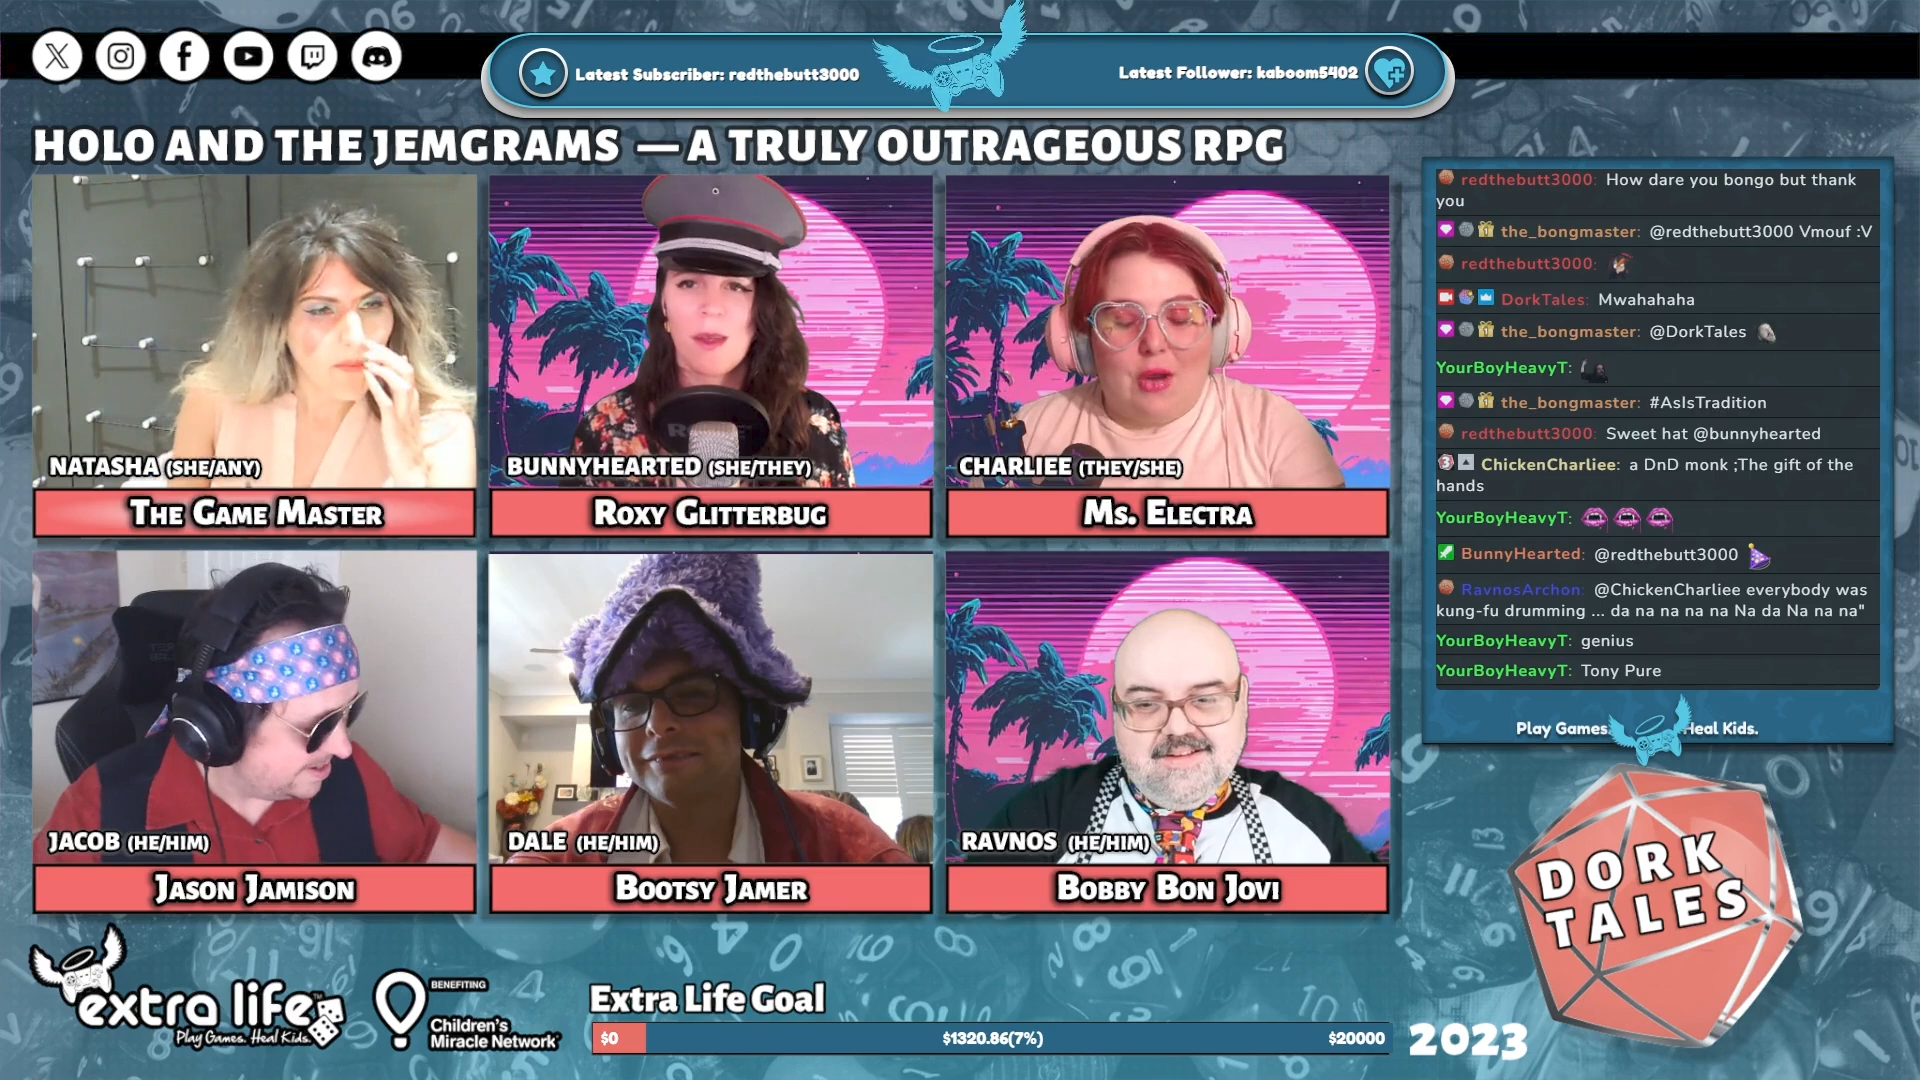 Latest Subscriber: redthebutt3000
Latest Follower: kaboom5402
HOLO AND THE JEMGRAMS — A TRULY OUTRAGEOUS RPG
NATASHA (SHE/ANY)
THE GAME MASTER
BUNNYHEARTED (SHE/THEY)
ROXY GLITTERBUG
CHARLIEE (THEY/SHE)
MS. ELECTRA
JACOB (HE/HIM)
JASON JAMISON
DALE (HE/HIM)
BOOTSY JAMER
RAVNOS (HE/HIM)
BOBBY BON JOVI
redthebutt3000: How dare you bongo but thank
you
the_bongmaster: @redthebutt3000 Vmouf :V
redthebutt3000:
DorkTales: Mwahahaha
the_bongmaster: @DorkTales
YourBoyHeavyT:
the_bongmaster: #AsIsTradition
redthebutt3000: Sweet hat @bunnyhearted
ChickenCharliee: a DnD monk ;The gift of the
hands
YourBoyHeavyT:
BunnyHearted: @redthebutt3000
RavnosArchon: @ChickenCharliee everybody was
kung-fu drumming ... da na na na na Na da Na na na"
YourBoyHeavyT: genius
YourBoyHeavyT: Tony Pure
Play Games. Heal Kids.
DORK
TALES
extra life
Play Games. Heal Kids.
BENEFITING
Children's
Miracle Network
Extra Life Goal
$0 $1320.86(7%) $20000
2023